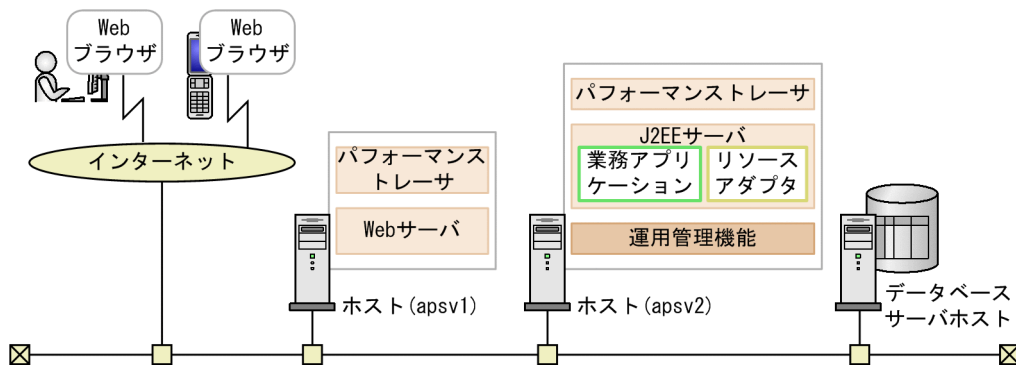 Web
ブラウザ
Web
ブラウザ
インターネット
パフォーマンス
トレーサ
Webサーバ
ホスト(apsv1)
パフォーマンストレーサ
J2EEサーバ
業務アプリ
ケーション
リソース
アダプタ
運用管理機能
ホスト(apsv2)
データベース
サーバホスト